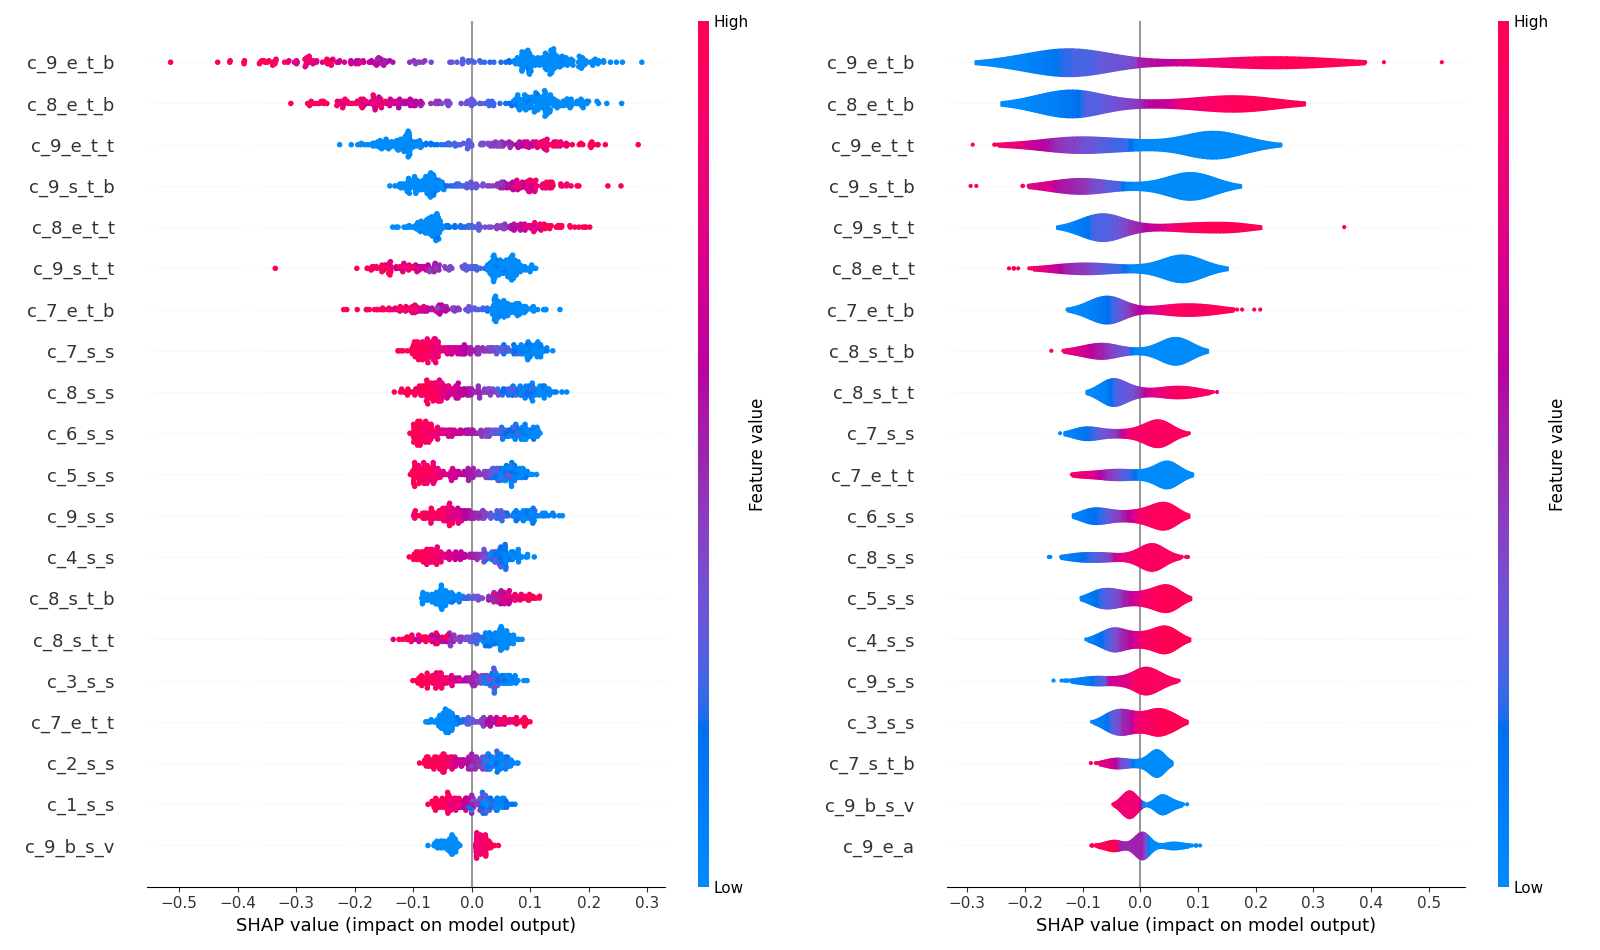 High
c_9_e_t_b
c_8_e_t_b
c_9_e_t_t
c_9_s_t_b
c_8_e_t_t
c_9_s_t_t
c_7_e_t_b
c_7_s_s
c_8_s_s
c_6_s_s
c_5_s_s
c_9_s_s
c_4_s_s
c_8_s_t_b
c_8_s_t_t
c_3_s_s
c_7_e_t_t
c_2_s_s
c_1_s_s
c_9_b_s_v
Feature value
Low
−0.5 −0.4 −0.3 −0.2 −0.1 0.0 0.1 0.2 0.3
SHAP value (impact on model output)
High
c_9_e_t_b
c_8_e_t_b
c_9_e_t_t
c_9_s_t_b
c_9_s_t_t
c_8_e_t_t
c_7_e_t_b
c_8_s_t_b
c_8_s_t_t
c_7_s_s
c_7_e_t_t
c_6_s_s
c_8_s_s
c_5_s_s
c_4_s_s
c_9_s_s
c_3_s_s
c_7_s_t_b
c_9_b_s_v
c_9_e_a
Feature value
Low
−0.3 −0.2 −0.1 0.0 0.1 0.2 0.3 0.4 0.5
SHAP value (impact on model output)